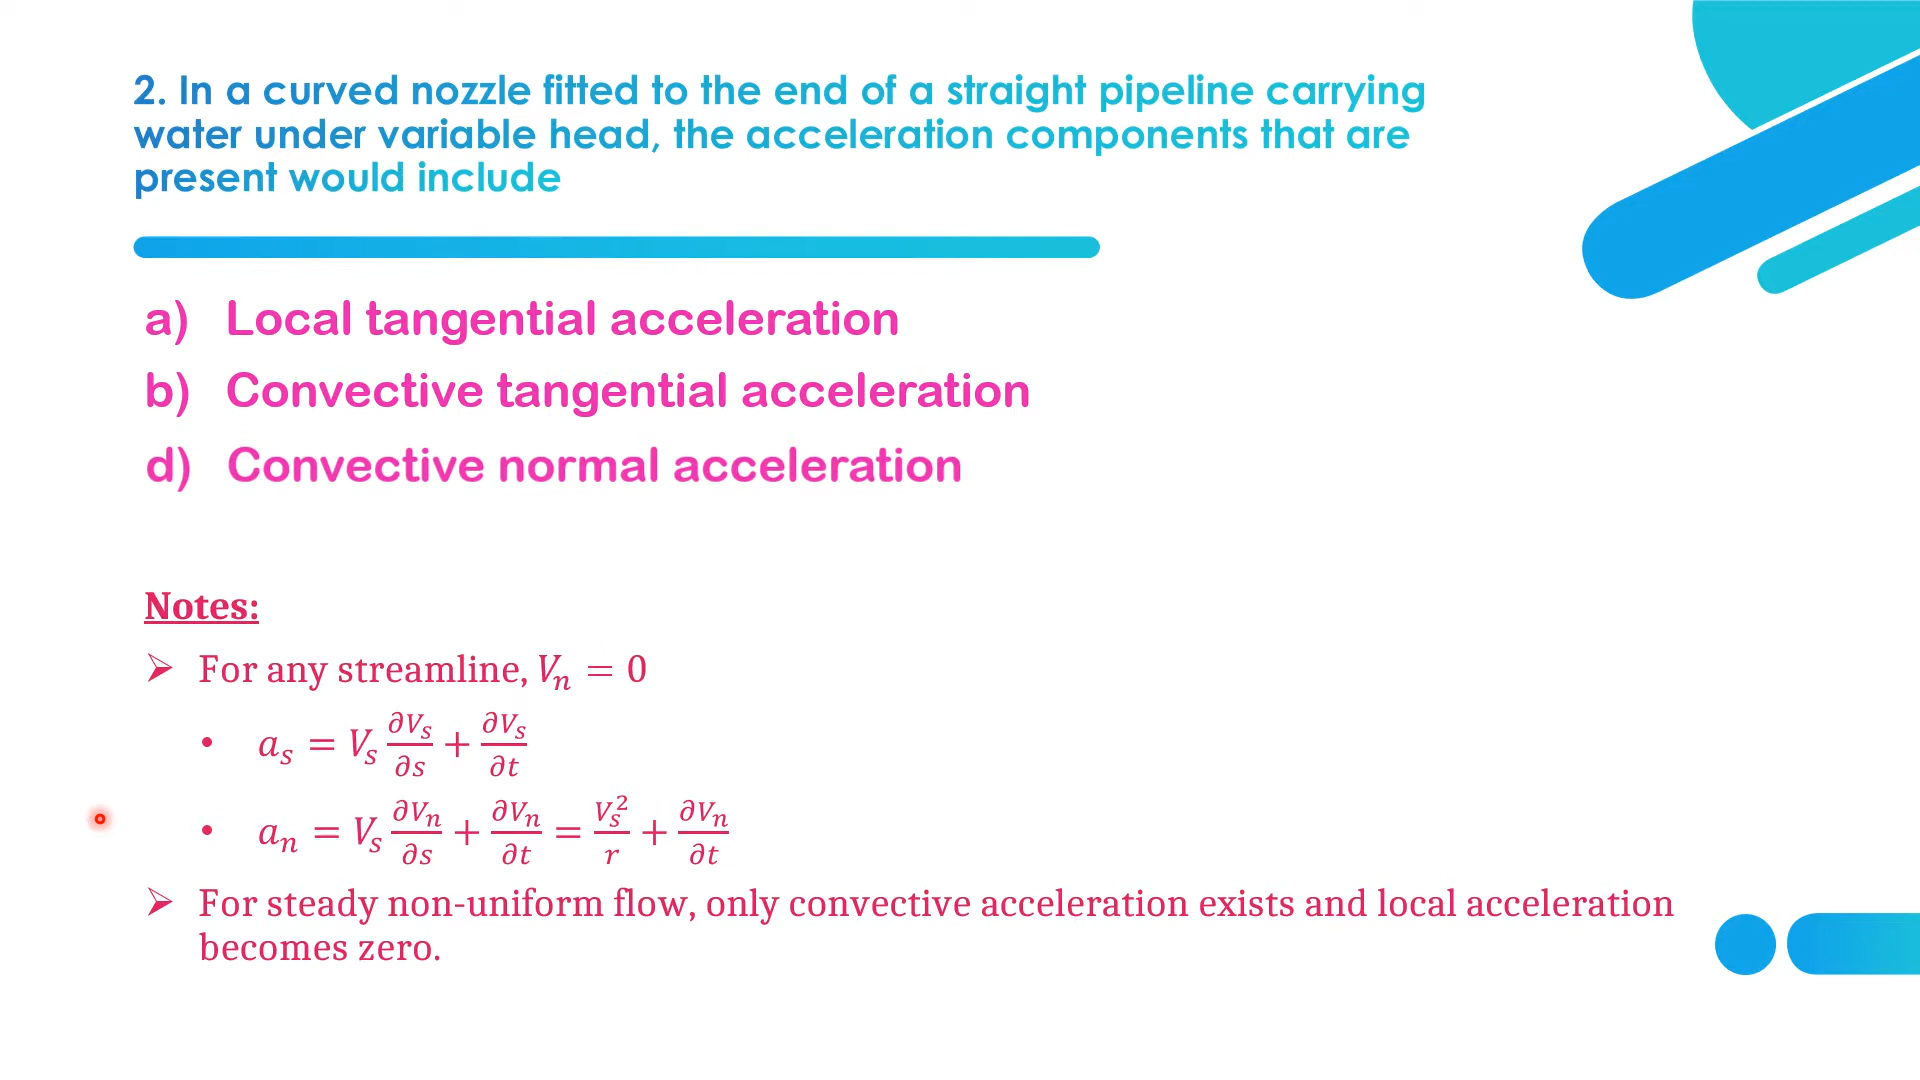 2. In a curved nozzle fitted to the end of a straight pipeline carrying
water under variable head, the acceleration components that are
present would include
a) Local tangential acceleration
b) Convective tangential acceleration
d) Convective normal acceleration
Notes:
➢ For any streamline, Vₙ = 0
• aₛ = Vₛ ∂Vₛ/∂s + ∂Vₛ/∂t
• aₙ = Vₛ ∂Vₙ/∂s + ∂Vₙ/∂t = Vₛ²/r + ∂Vₙ/∂t
➢ For steady non-uniform flow, only convective acceleration exists and local acceleration
becomes zero.